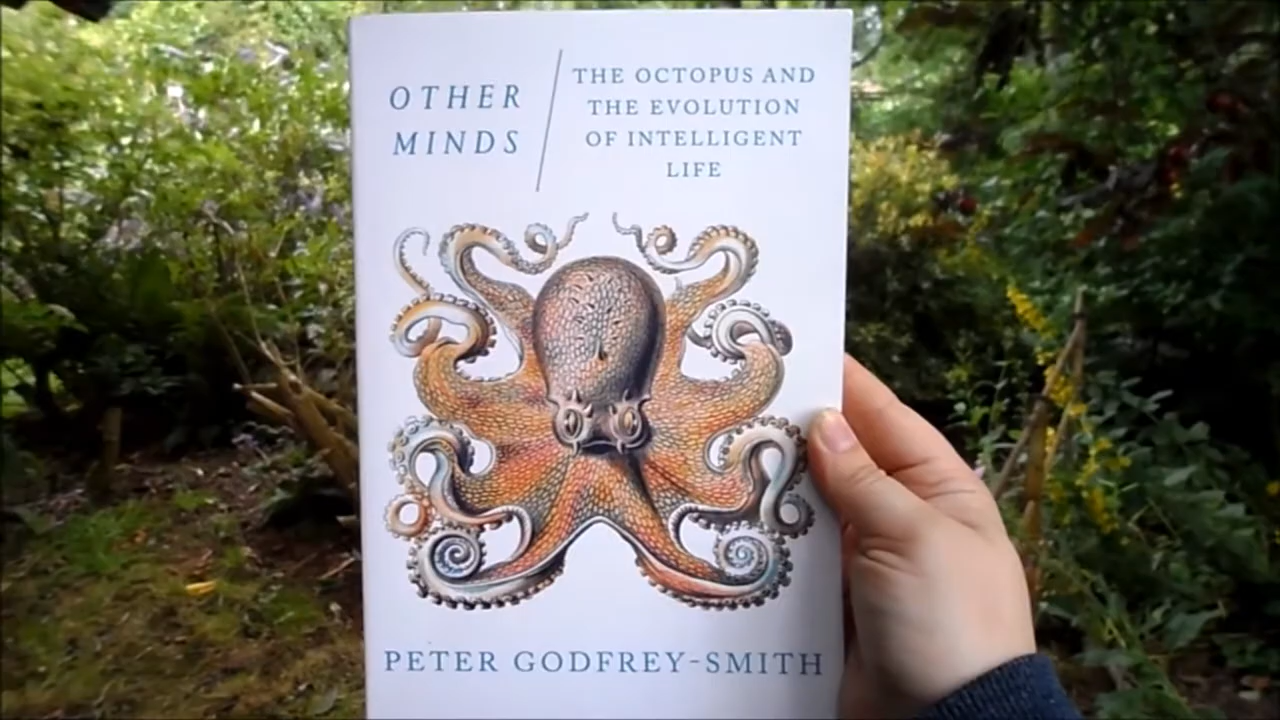 OTHER
MINDS
THE OCTOPUS AND
THE EVOLUTION
OF INTELLIGENT
LIFE
PETER GODFREY-SMITH